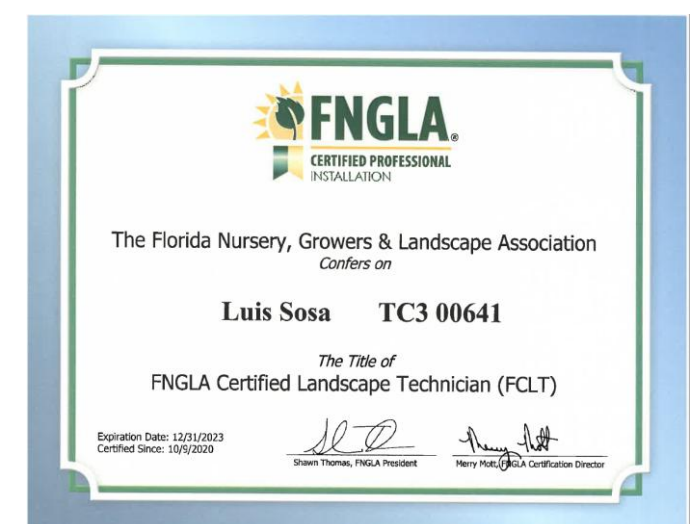 FNGLA®
CERTIFIED PROFESSIONAL
INSTALLATION
The Florida Nursery, Growers & Landscape Association
Confers on
Luis Sosa TC3 00641
The Title of
FNGLA Certified Landscape Technician (FCLT)
Expiration Date: 12/31/2023
Certified Since: 10/9/2020
Shawn Thomas, FNGLA President
Merry Mott, FNGLA Certification Director